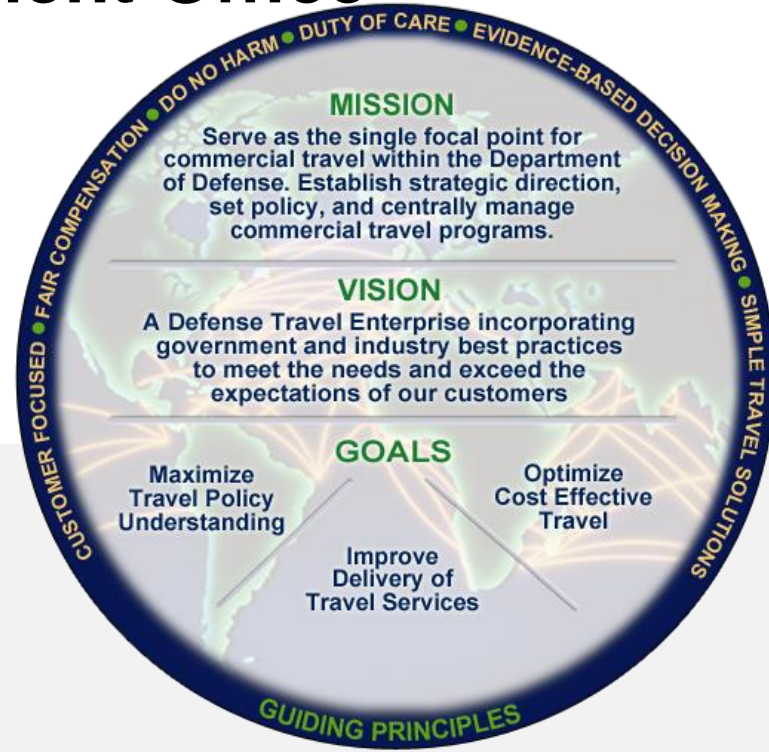 CUSTOMER FOCUSED • FAIR COMPENSATION • DO NO HARM • DUTY OF CARE • EVIDENCE-BASED DECISION MAKING • SIMPLE TRAVEL SOLUTIONS
MISSION
Serve as the single focal point for
commercial travel within the Department
of Defense. Establish strategic direction,
set policy, and centrally manage
commercial travel programs.
VISION
A Defense Travel Enterprise incorporating
government and industry best practices
to meet the needs and exceed the
expectations of our customers
GOALS
Maximize
Travel Policy
Understanding
Improve
Delivery of
Travel Services
Optimize
Cost Effective
Travel
GUIDING PRINCIPLES